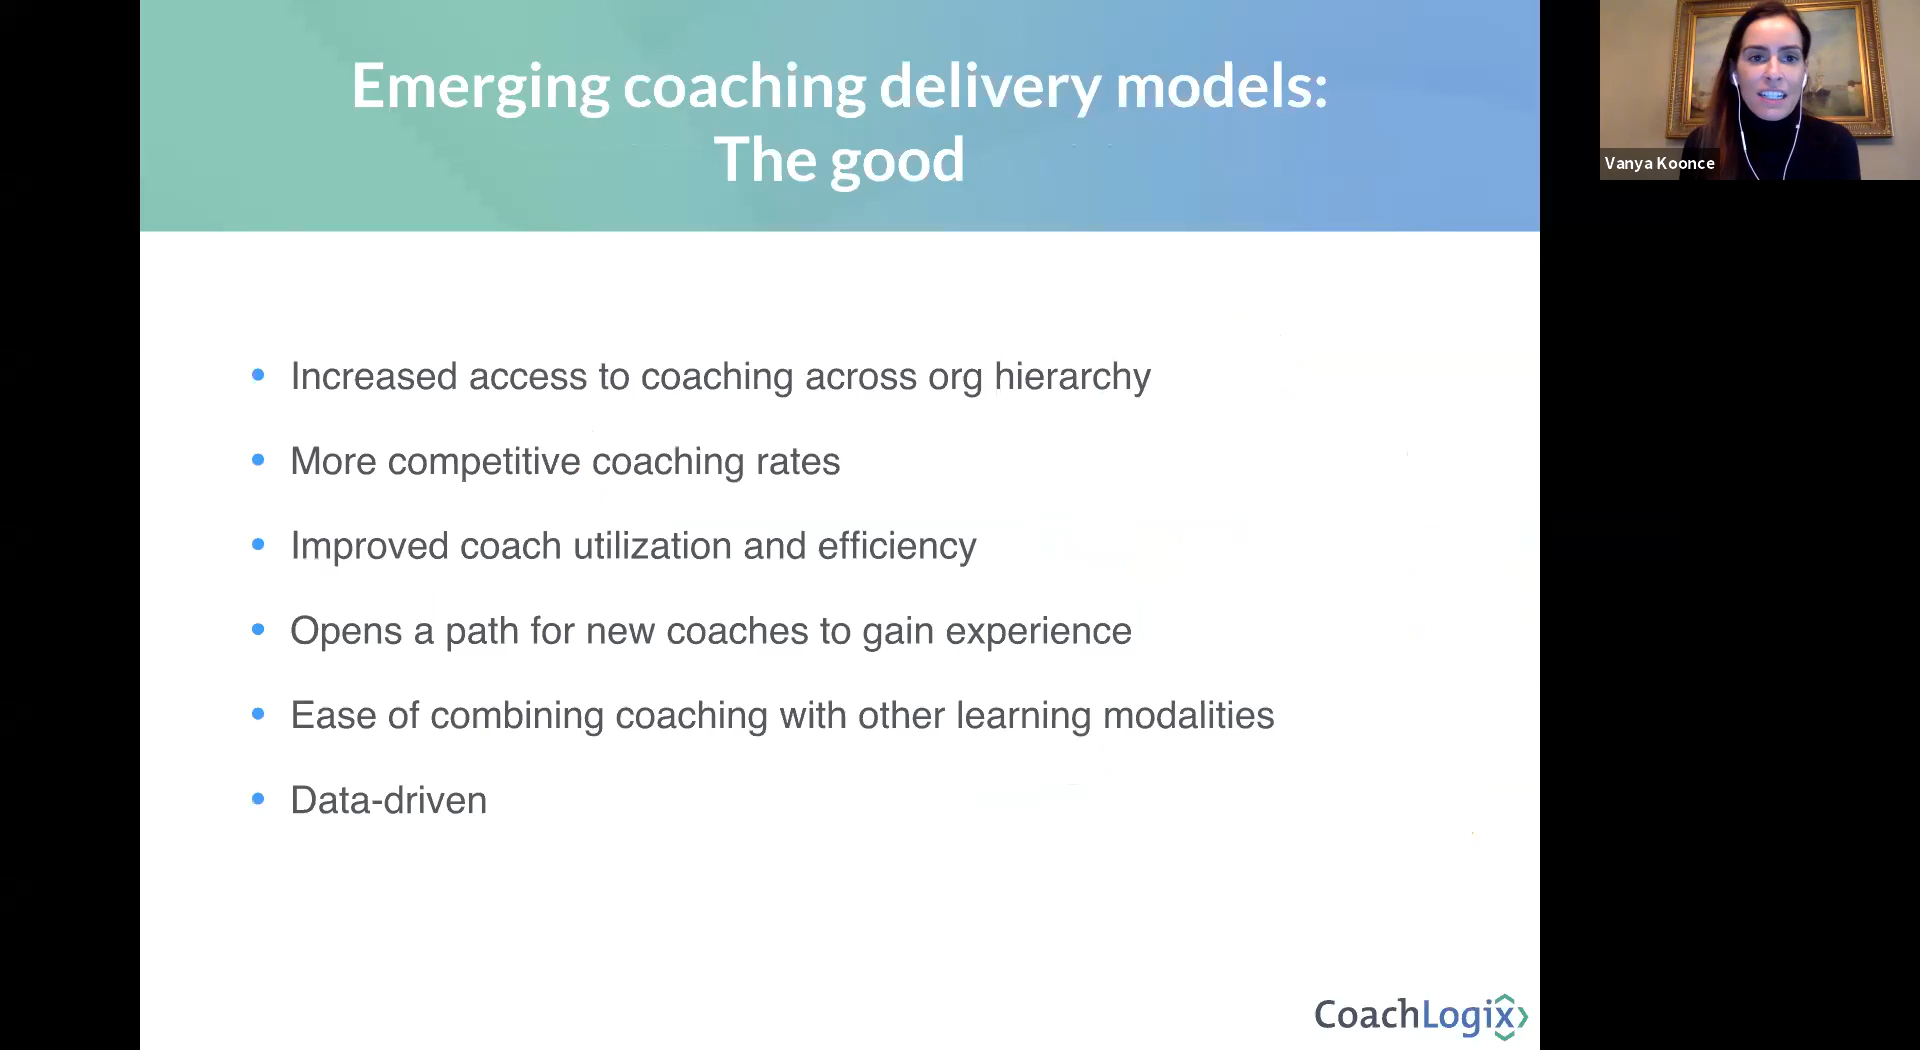 Emerging coaching delivery models:
The good
Vanya Koonce
• Increased access to coaching across org hierarchy
• More competitive coaching rates
• Improved coach utilization and efficiency
• Opens a path for new coaches to gain experience
• Ease of combining coaching with other learning modalities
• Data-driven
CoachLogix